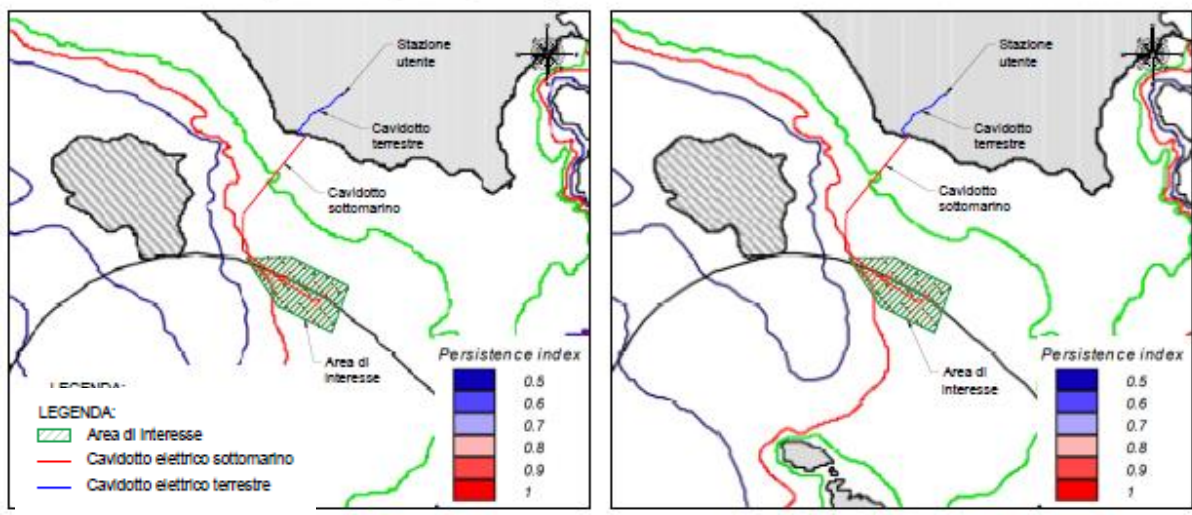 Stazione
utente
Cavidotto
terrestre
Cavidotto
sottomarino
Area di
Interesse
Persistence index
0.5
0.6
0.7
0.8
0.9
1
LEGENDA:
LEGENDA:
Area di Interesse
Cavidotto elettrico sottomarino
Cavidotto elettrico terrestre
Stazione
utente
Cavidotto
terrestre
Cavidotto
sottomarino
Area di
Interesse
Persistence index
0.5
0.6
0.7
0.8
0.9
1